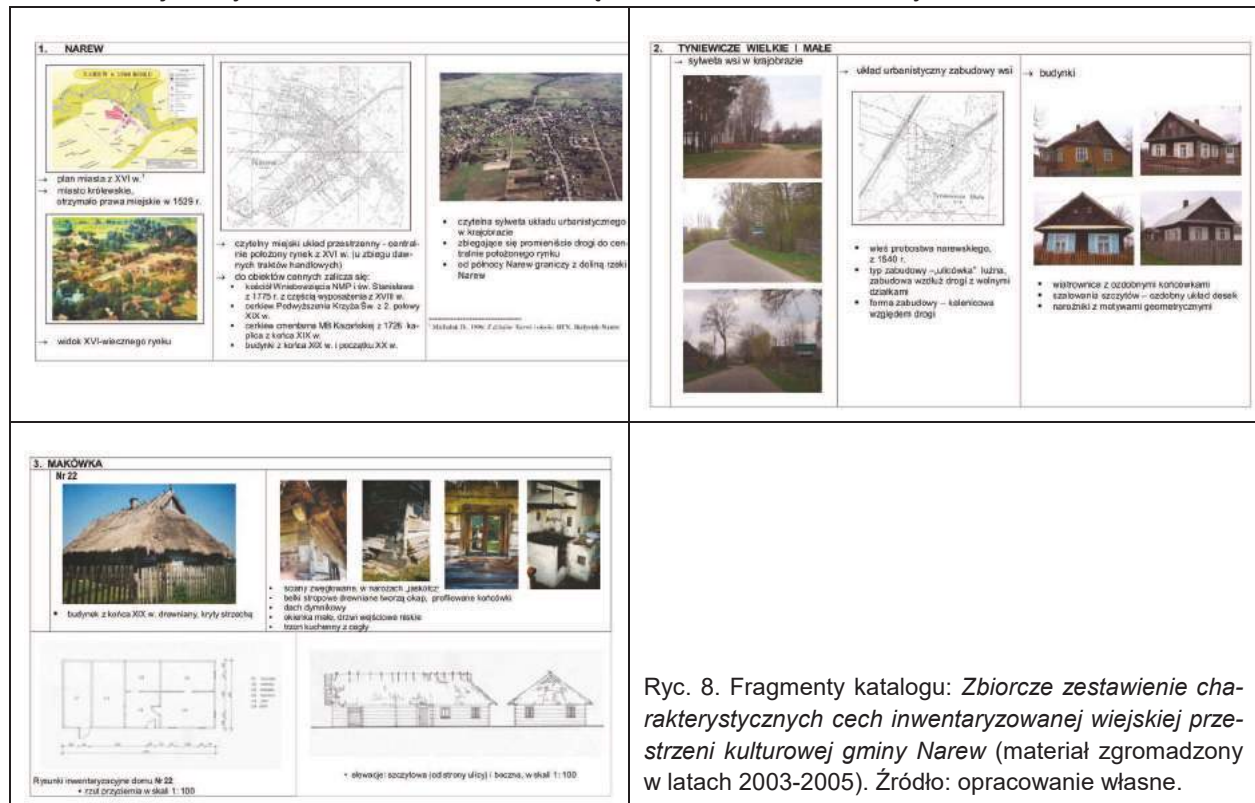 1. NAREW
NAREW w 1560 ROKU
→ plan miasta z XVI w.¹
→ miasto królewskie,
otrzymało prawa miejskie w 1529 r.
→ widok XVI-wiecznego rynku
Narew
→ czytelny miejski układ przestrzenny - central-
nie położony rynek z XVI w. (u zbiegu daw-
nych traktów handlowych)
→ do obiektów cennych zalicza się:
• kościół Wniebowzięcia NMP i św. Stanisława
z 1775 r. z częścią wyposażenia z XVIII w.
• cerkiew Podwyższenia Krzyża Św. z 2. połowy
XIX w.
• cerkiew cmentarna MB Kazańskiej z 1726 ka-
plica z końca XIX w.
• budynki z końca XIX w. i początku XX w.
• czytelna sylweta układu urbanistycznego
w krajobrazie
• zbiegające się promieniście drogi do cen-
tralnie położonego rynku
• od północy Narew graniczy z doliną rzeki
Narew
2. TYNIEWICZE WIELKIE I MAŁE
→ sylweta wsi w krajobrazie
→ układ urbanistyczny zabudowy wsi
Tyniewicze Małe
• wieś probostwa narewskiego,
z 1540 r.
• typ zabudowy –„ulicówka” luźna,
zabudowa wzdłuż drogi z wolnymi
działkami
• forma zabudowy – kalenicowa
względem drogi
→ budynki
• wiatrownice z ozdobnymi końcówkami
• szalowania szczytów – ozdobny układ desek
• narożniki z motywami geometrycznymi
3. MAKÓWKA
Nr 22
• budynek z końca XIX w. drewniany, kryty strzechą
• ściany zwęglowane, w narożach „jaskółcz
• belki stropowe drewniane tworzą okap, profilowane końcówki
• dach dymnikowy
• okienka małe, drzwi wejściowe niskie
• trzon kuchenny z cegły
Rysunki inwentaryzacyjne domu Nr 22
• rzut przyziemia w skali 1: 100
• elewacje: szczytowa (od strony ulicy) i boczna, w skali 1: 100
Ryc. 8. Fragmenty katalogu: Zbiorcze zestawienie cha-
rakterystycznych cech inwentaryzowanej wiejskiej prze-
strzeni kulturowej gminy Narew (materiał zgromadzony
w latach 2003-2005). Źródło: opracowanie własne.